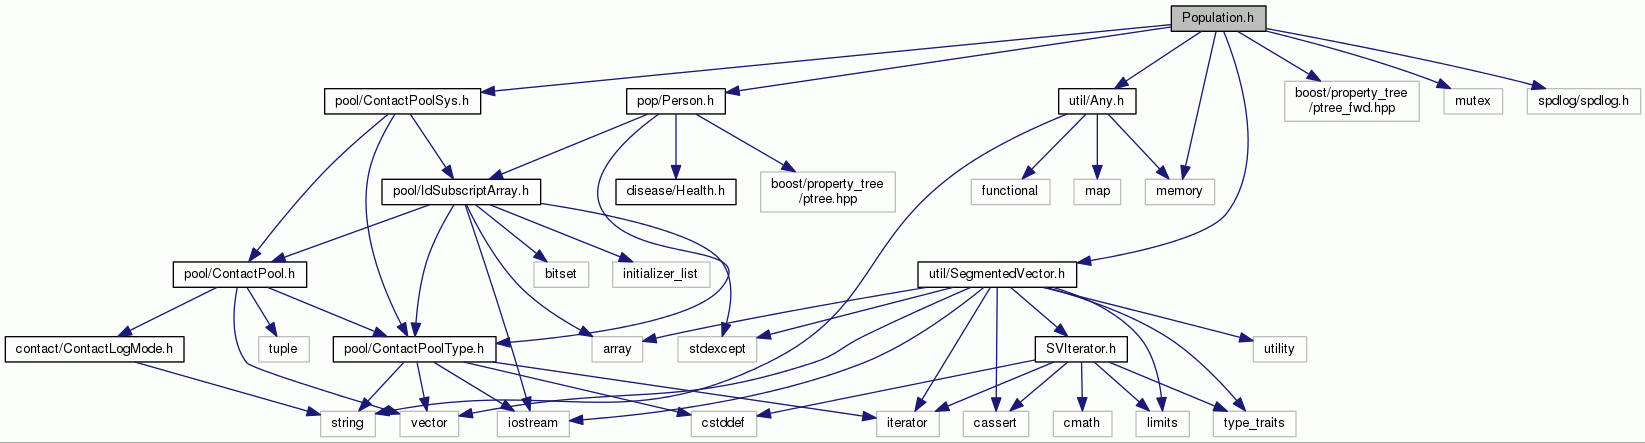 Population.h
pool/ContactPoolSys.h
pop/Person.h
util/Any.h
boost/property_tree
/ptree_fwd.hpp
mutex
spdlog/spdlog.h
pool/IdSubscriptArray.h
disease/Health.h
boost/property_tree
/ptree.hpp
functional
map
memory
pool/ContactPool.h
bitset
initializer_list
util/SegmentedVector.h
contact/ContactLogMode.h
tuple
pool/ContactPoolType.h
array
stdexcept
SVIterator.h
utility
string
vector
iostream
cstddef
iterator
cassert
cmath
limits
type_traits